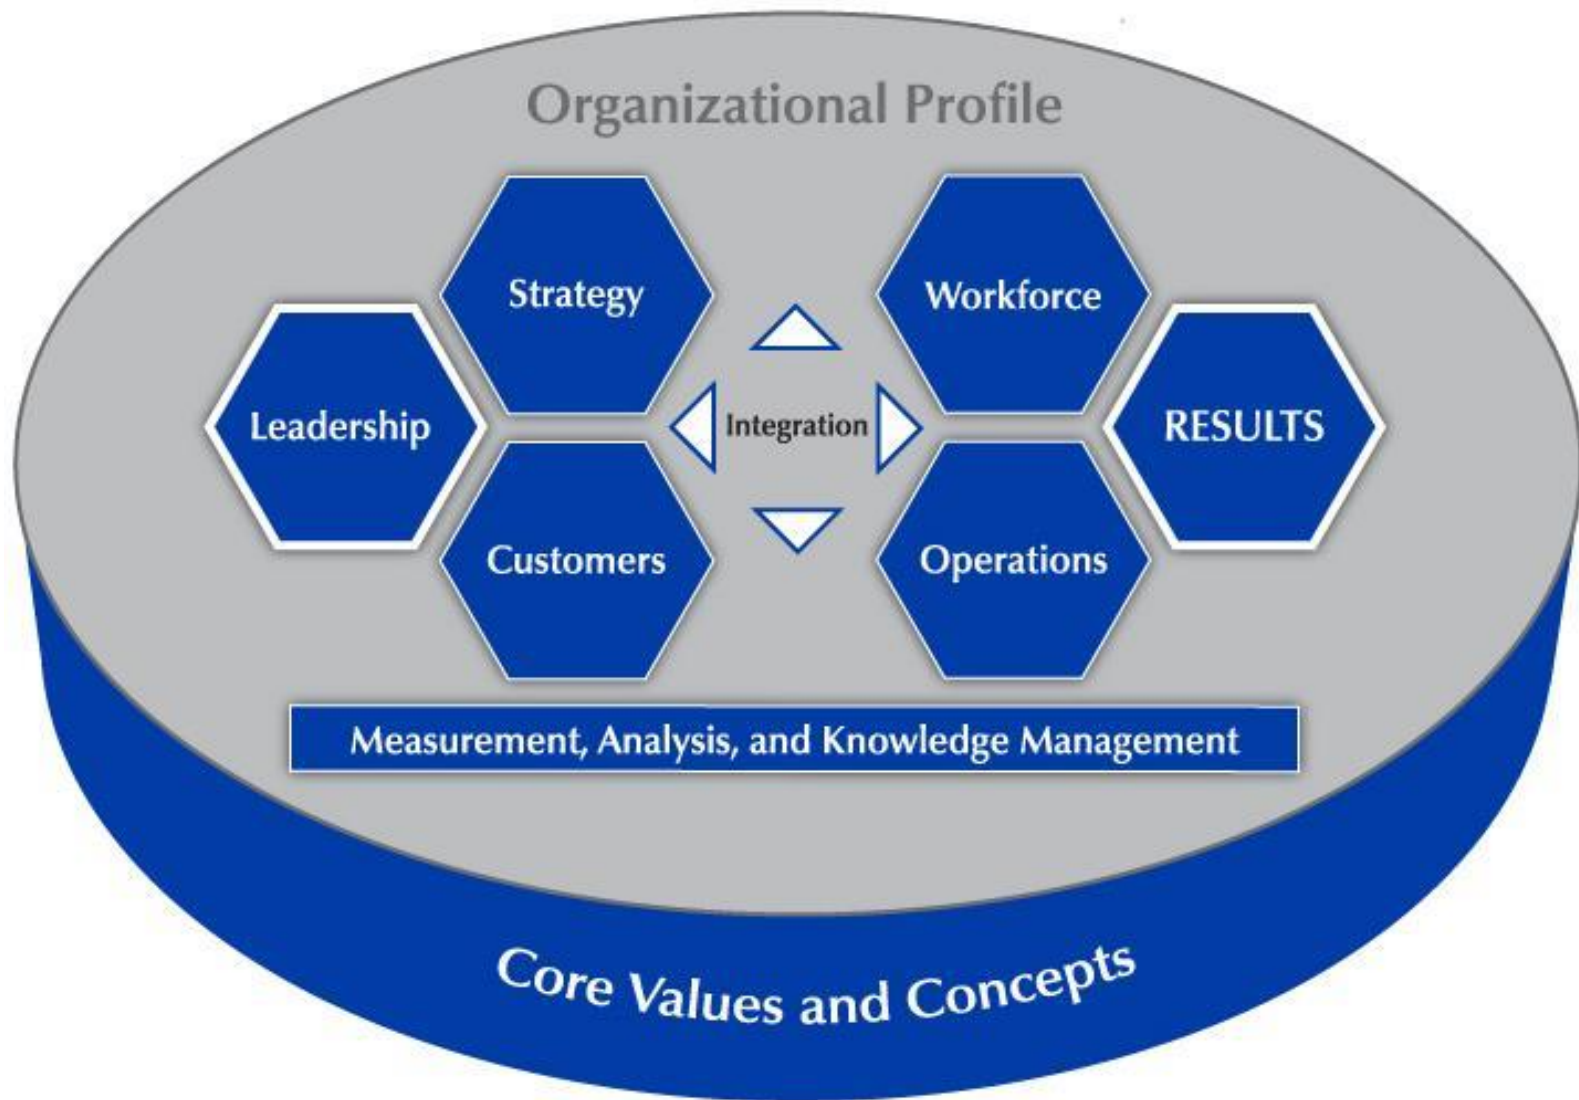 Organizational Profile
Strategy
Workforce
Leadership
Integration
RESULTS
Customers
Operations
Measurement, Analysis, and Knowledge Management
Core Values and Concepts